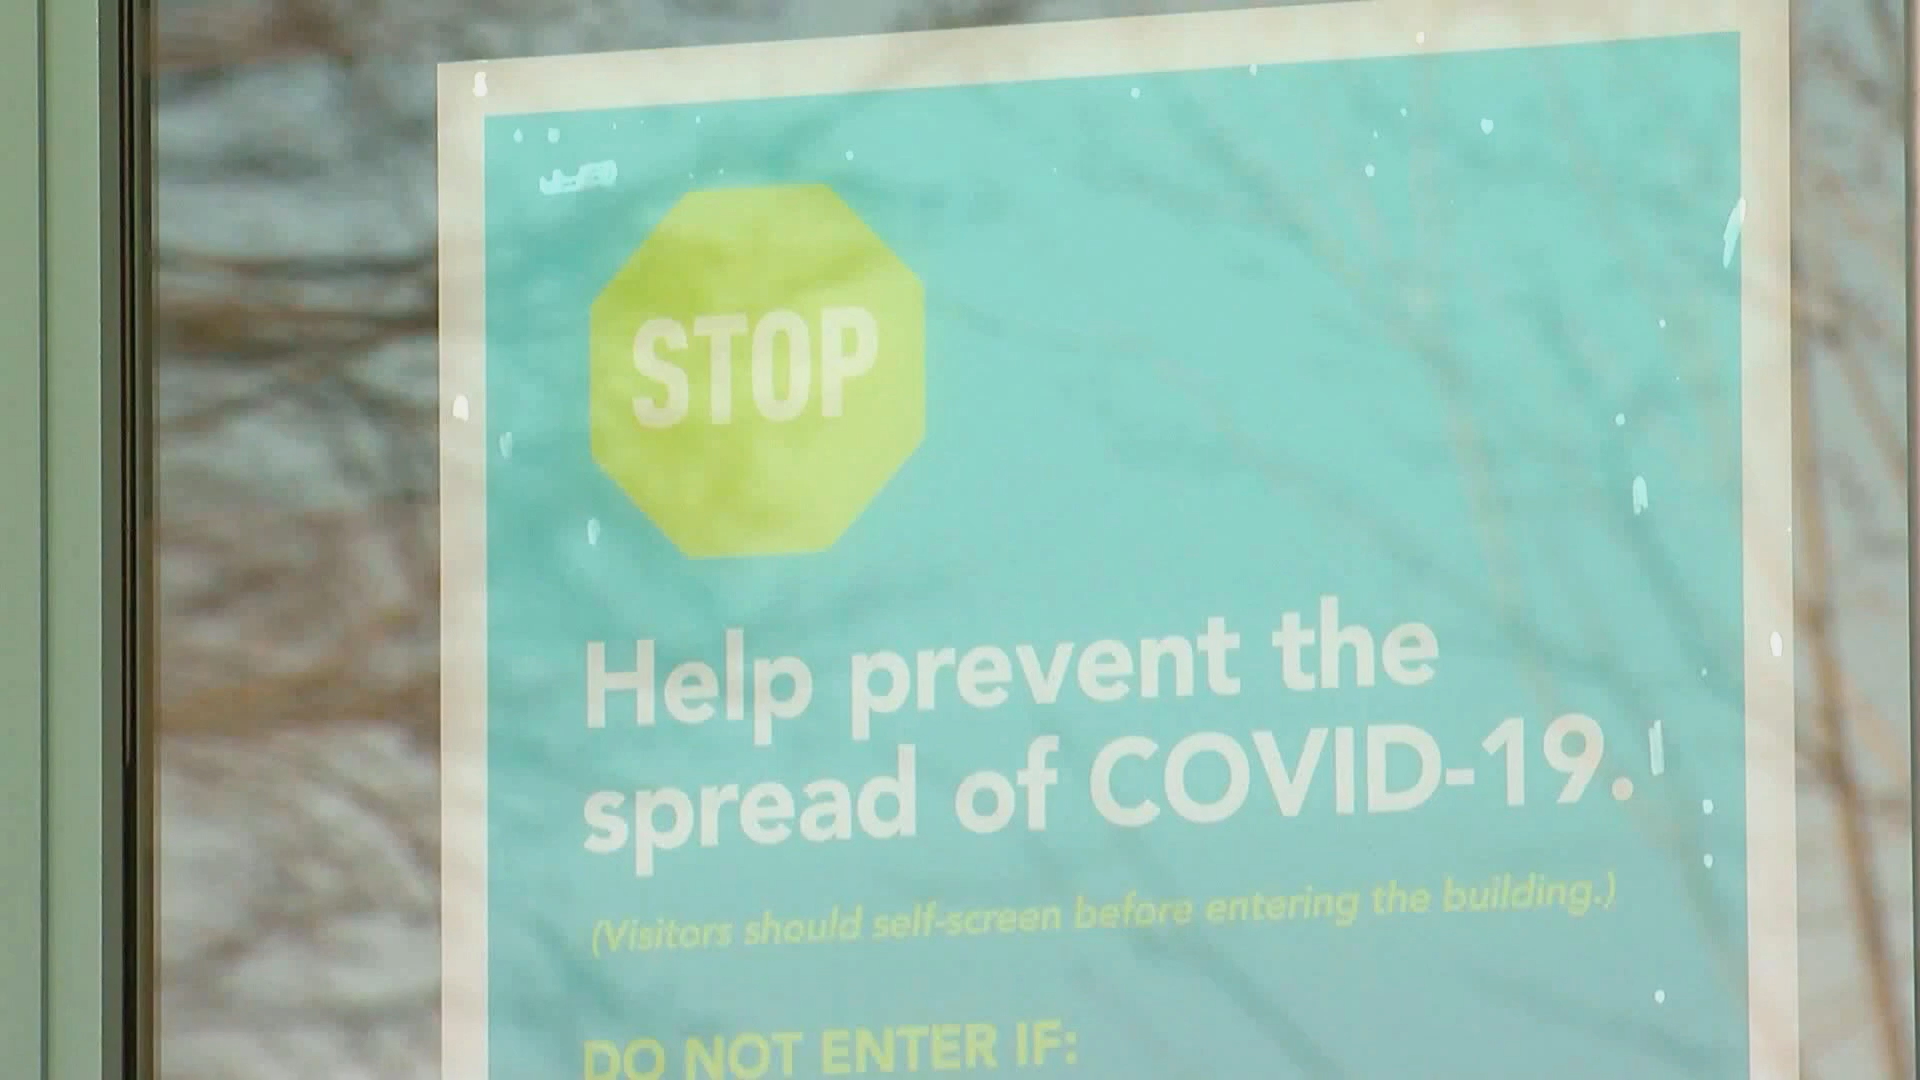 STOP
Help prevent the
spread of COVID-19.
(Visitors should self-screen before entering the building.)
DO NOT ENTER IF: